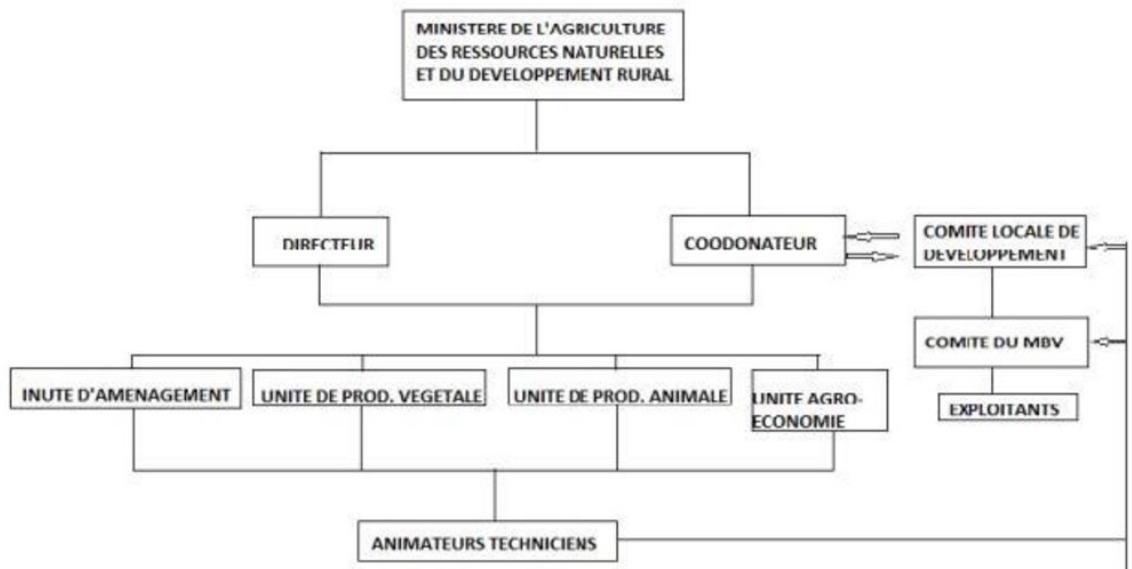 MINISTERE DE L'AGRICULTURE
DES RESSOURCES NATURELLES
ET DU DEVELOPPEMENT RURAL
DIRECTEUR
COODONATEUR
COMITE LOCALE DE
DEVELOPPEMENT
COMITE DU MBV
INUTE D'AMENAGEMENT
UNITE DE PROD. VEGETALE
UNITE DE PROD. ANIMALE
UNITE AGRO-
ECONOMIE
EXPLOITANTS
ANIMATEURS TECHNICIENS